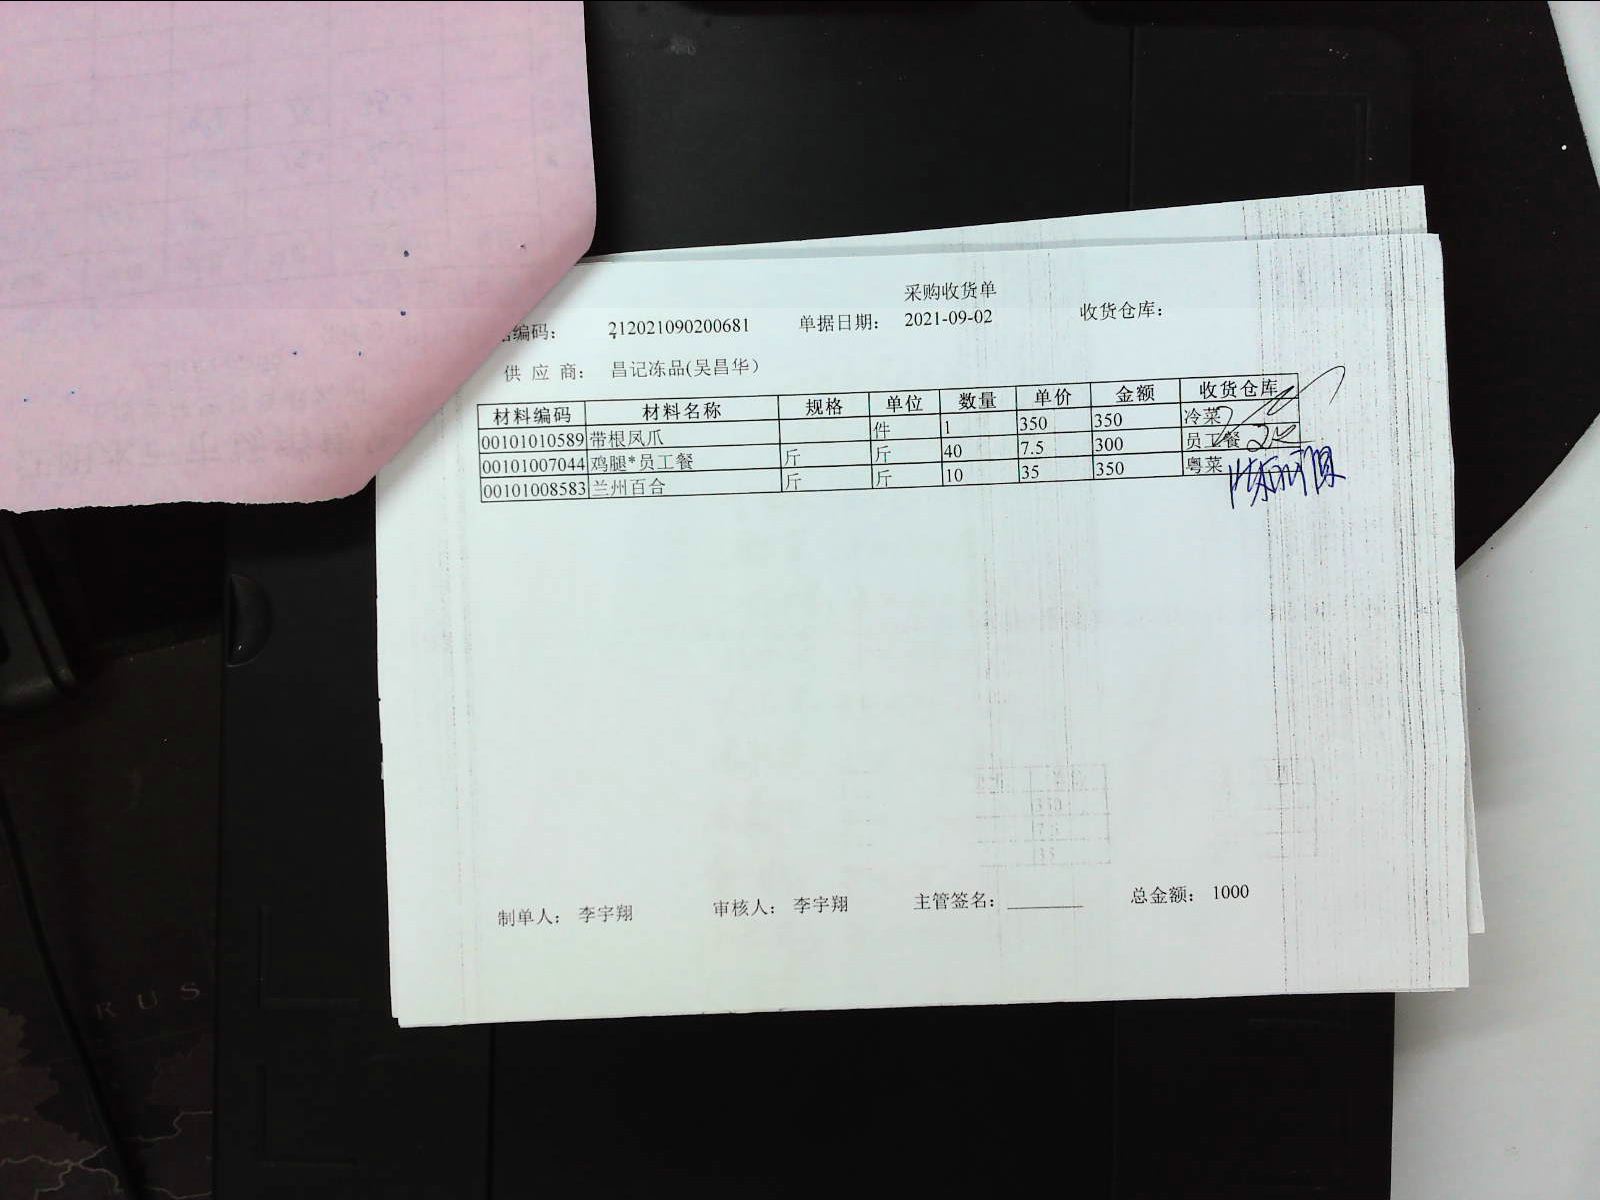 采购收货单
编码： 212021090200681 单据日期： 2021-09-02 收货仓库：
供 应 商： 昌记冻品(吴昌华)
材料编码 材料名称 规格 单位 数量 单价 金额 收货仓库
00101010589 带根凤爪 件 1 350 350 冷菜
00101007044 鸡腿*员工餐 斤 斤 40 7.5 300 员工餐
00101008583 兰州百合 斤 斤 10 35 350 粤菜
制单人： 李宇翔 审核人： 李宇翔 主管签名： 总金额： 1000
RUS